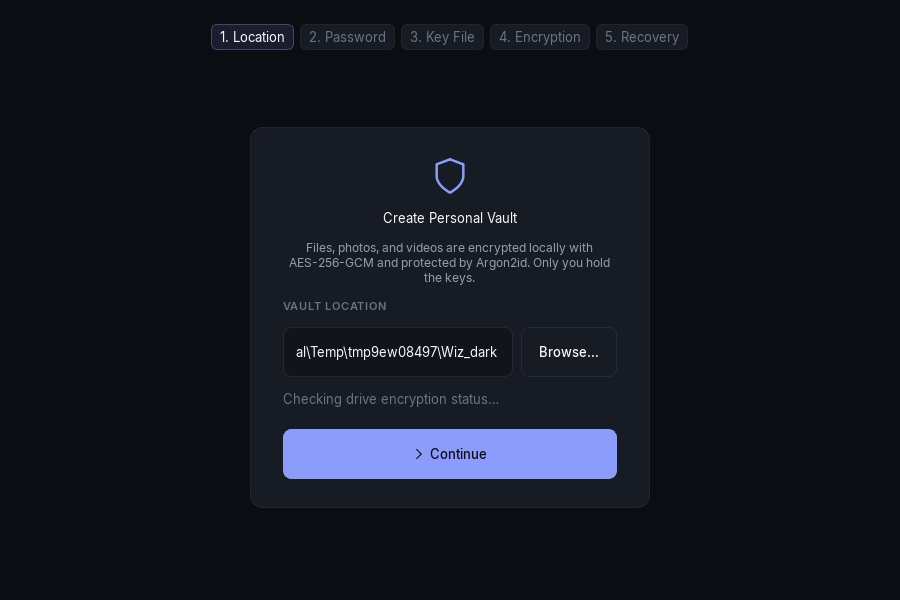 1. Location 2. Password 3. Key File 4. Encryption 5. Recovery
Create Personal Vault
Files, photos, and videos are encrypted locally with
AES-256-GCM and protected by Argon2id. Only you hold
the keys.
VAULT LOCATION
al\Temp\tmp9ew08497\Wiz_dark Browse...
Checking drive encryption status...
Continue